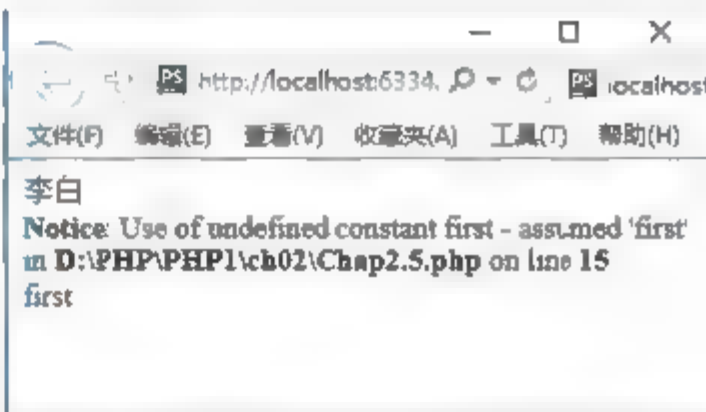 http://localhost:6334. localhost
文件(F) 编辑(E) 查看(V) 收藏夹(A) 工具(T) 帮助(H)
李白
Notice: Use of undefined constant first - assumed 'first'
in D:\PHP\PHP1\ch02\Chap2.5.php on line 15
first